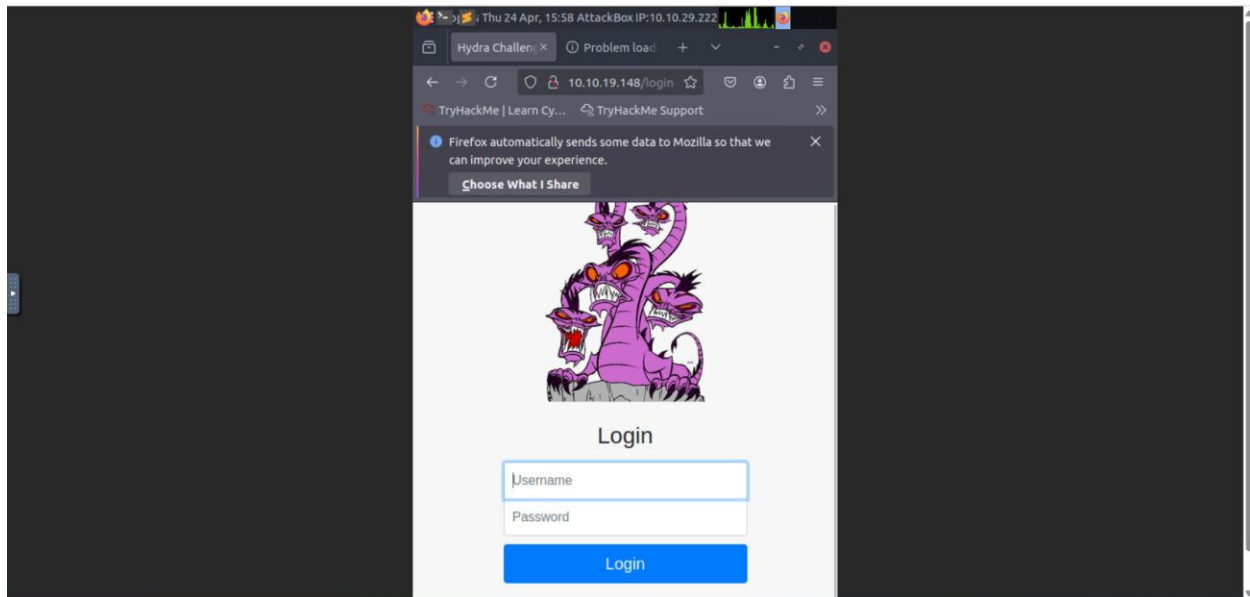 Thu 24 Apr, 15:58 AttackBox IP:10.10.29.222
Hydra Challeng
Problem load
10.10.19.148/login
TryHackMe | Learn Cy...
TryHackMe Support
Firefox automatically sends some data to Mozilla so that we
can improve your experience.
Choose What I Share
Login
Username
Password
Login